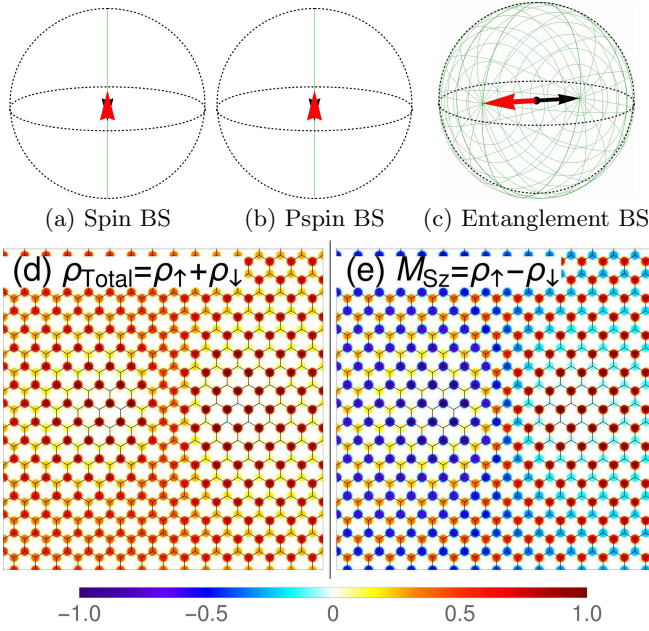 (a) Spin BS (b) Pspin BS (c) Entanglement BS
(d) ρTotal=ρ↑+ρ↓ (e) MSz=ρ↑−ρ↓
−1.0 −0.5 0 0.5 1.0